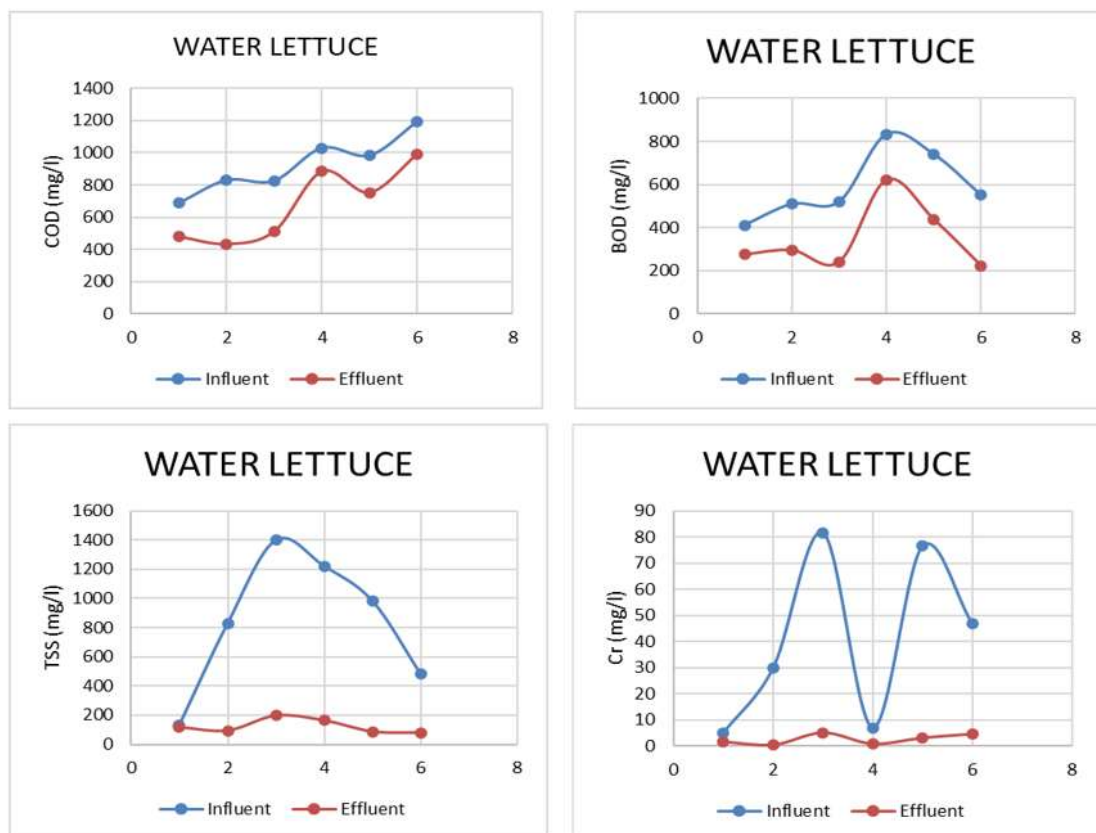 WATER LETTUCE
COD (mg/l)
1400
1200
1000
800
600
400
200
0
0 2 4 6 8
Influent Effluent
WATER LETTUCE
BOD (mg/l)
1000
800
600
400
200
0
0 2 4 6 8
Influent Effluent
WATER LETTUCE
TSS (mg/l)
1600
1400
1200
1000
800
600
400
200
0
0 2 4 6 8
Influent Effluent
WATER LETTUCE
Cr (mg/l)
90
80
70
60
50
40
30
20
10
0
0 2 4 6 8
Influent Effluent